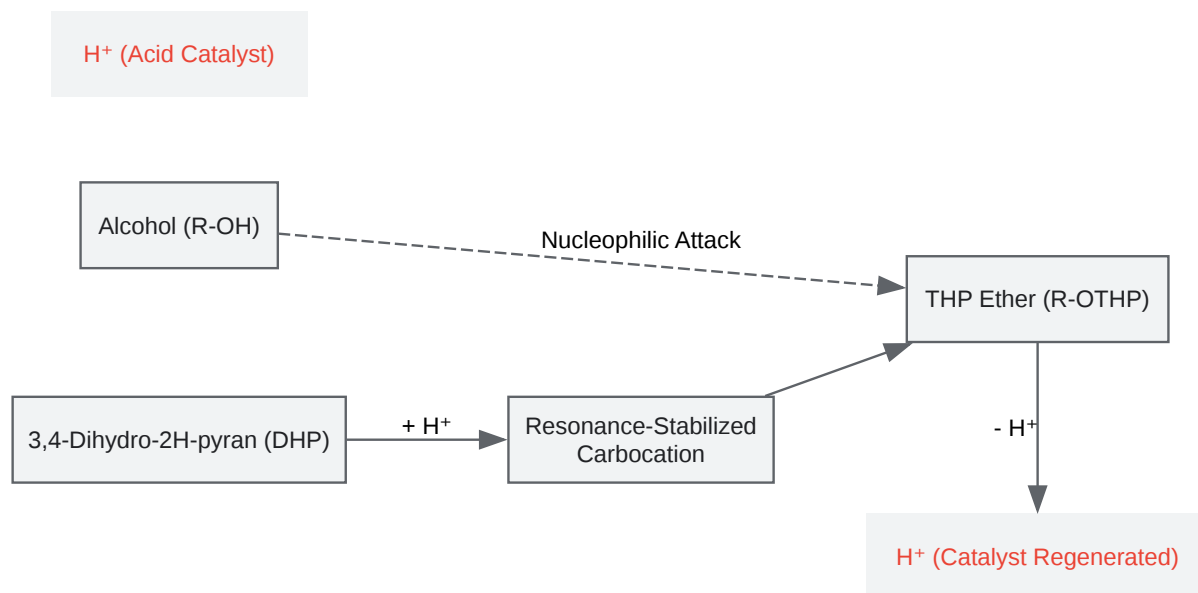 H⁺ (Acid Catalyst)
Alcohol (R-OH)
Nucleophilic Attack
THP Ether (R-OTHP)
3,4-Dihydro-2H-pyran (DHP)
+ H⁺
Resonance-Stabilized
Carbocation
- H⁺
H⁺ (Catalyst Regenerated)